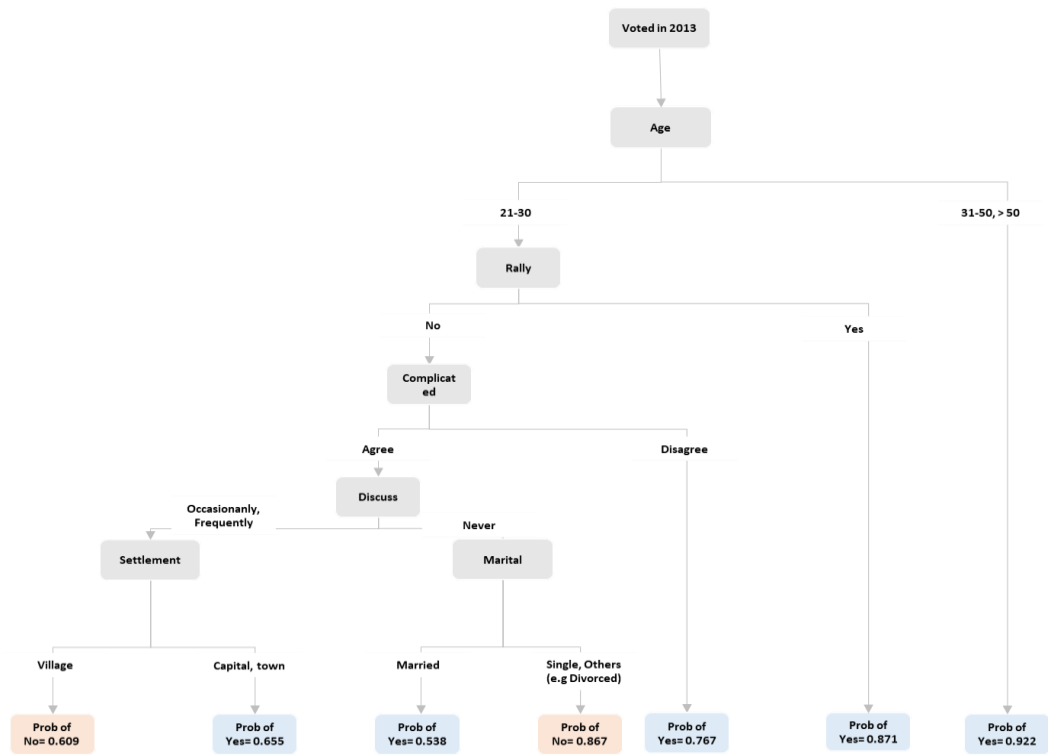 Voted in 2013
Age
21-30
31-50, > 50
Rally
No
Yes
Complicat
ed
Agree
Disagree
Discuss
Occasionanly,
Frequently
Never
Settlement
Marital
Village
Capital, town
Married
Single, Others
(e.g Divorced)
Prob of
No= 0.609
Prob of
Yes= 0.655
Prob of
Yes= 0.538
Prob of
No= 0.867
Prob of
Yes= 0.767
Prob of
Yes= 0.871
Prob of
Yes= 0.922